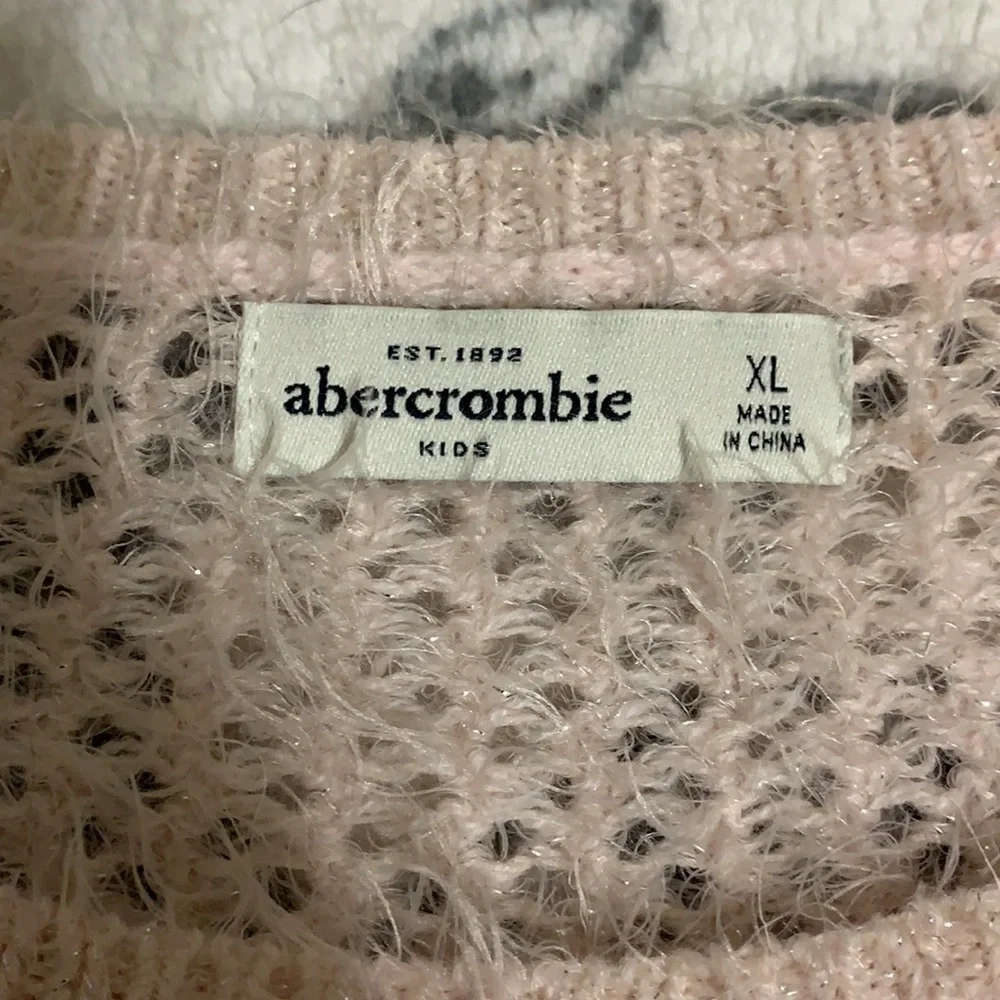 EST. 1892
abercrombie
KIDS
XL
MADE
IN CHINA